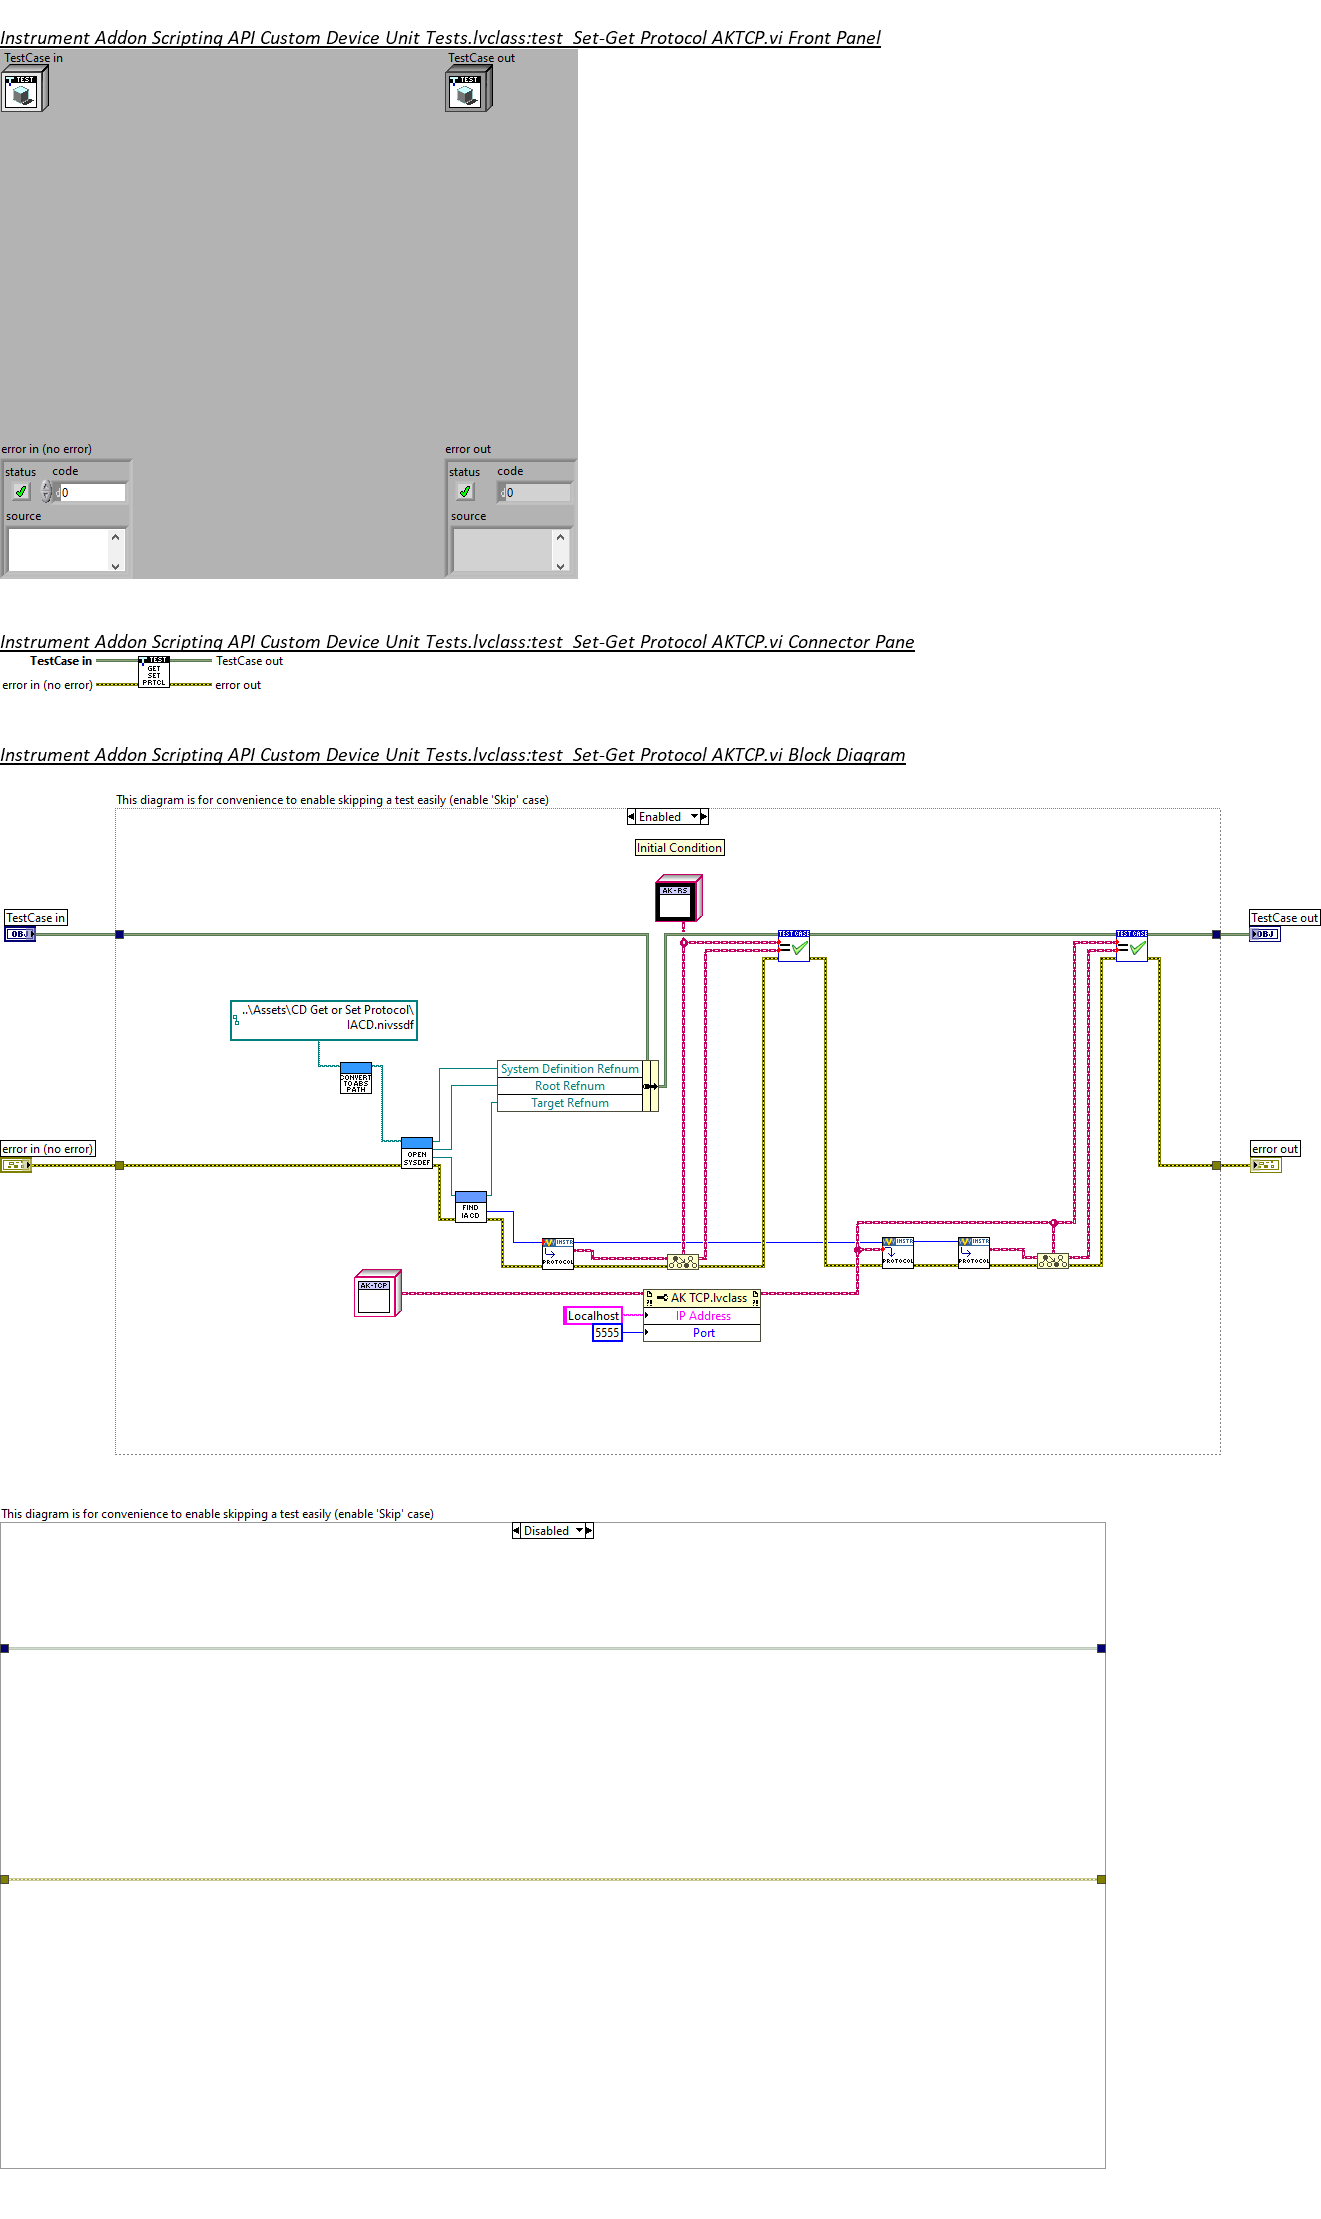 Instrument Addon Scripting API Custom Device Unit Tests.lvclass:test_Set-Get Protocol AKTCP.vi Front Panel
TestCase in
TestCase out
TEST
TEST
error in (no error)
error out
status
code
status
code
d
0
d
0
source
source
Instrument Addon Scripting API Custom Device Unit Tests.lvclass:test_Set-Get Protocol AKTCP.vi Connector Pane
TestCase in
TEST
GET
SET
PRTCL
TestCase out
error in (no error)
error out
Instrument Addon Scripting API Custom Device Unit Tests.lvclass:test_Set-Get Protocol AKTCP.vi Block Diagram
This diagram is for convenience to enable skipping a test easily (enable 'Skip' case)
Enabled
Initial Condition
AK-RS
TestCase in
OBJ
TESTCASE
TESTCASE
TestCase out
OBJ
..\Assets\CD Get or Set Protocol\
IACD.nivssdf
CONVERT
TO ABS
PATH
System Definition Refnum
Root Refnum
Target Refnum
error in (no error)
OPEN
SYSDEF
error out
FIND
IACD
INSTR
PROTOCOL
INSTR
PROTOCOL
INSTR
PROTOCOL
AK-TCP
AK TCP.lvclass
Localhost
IP Address
5555
Port
This diagram is for convenience to enable skipping a test easily (enable 'Skip' case)
Disabled